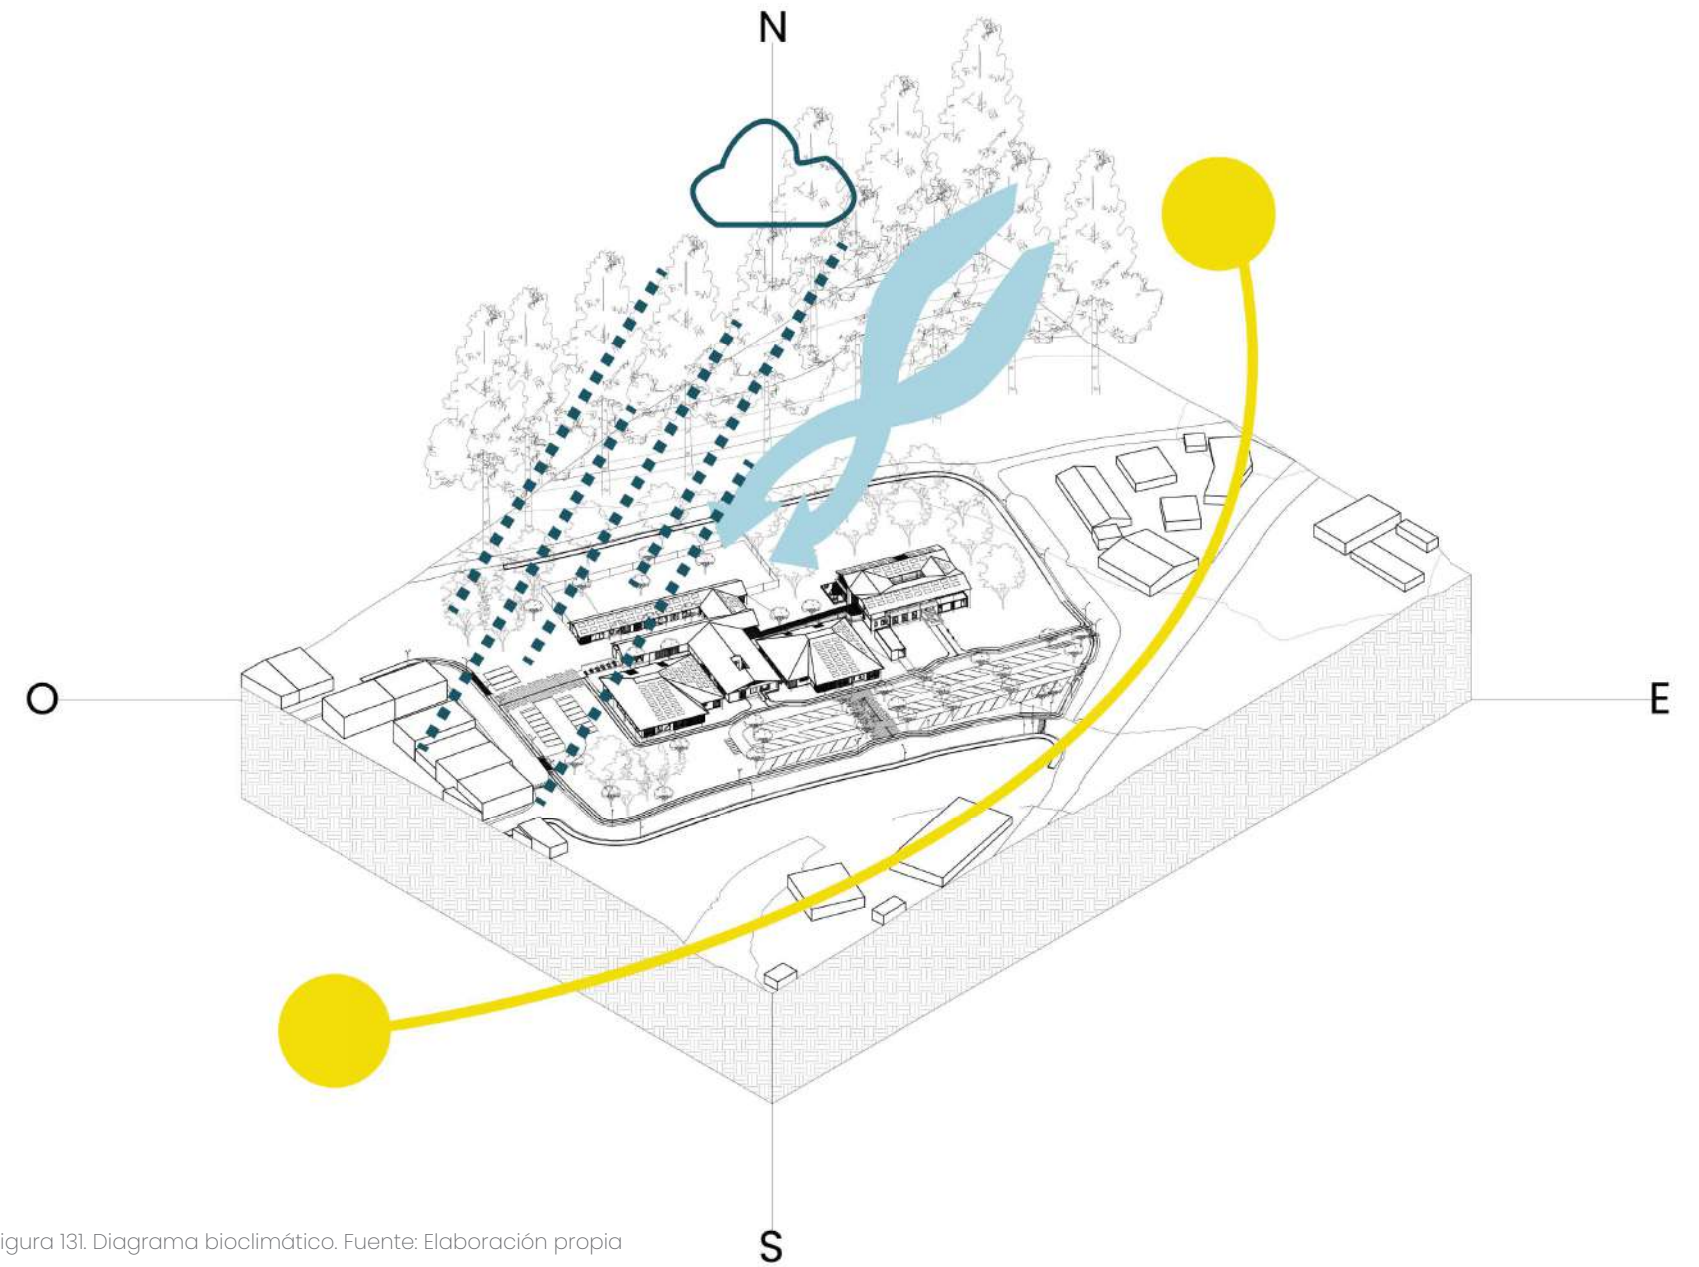 N
O
E
S
igura 131. Diagrama bioclimático. Fuente: Elaboración propia